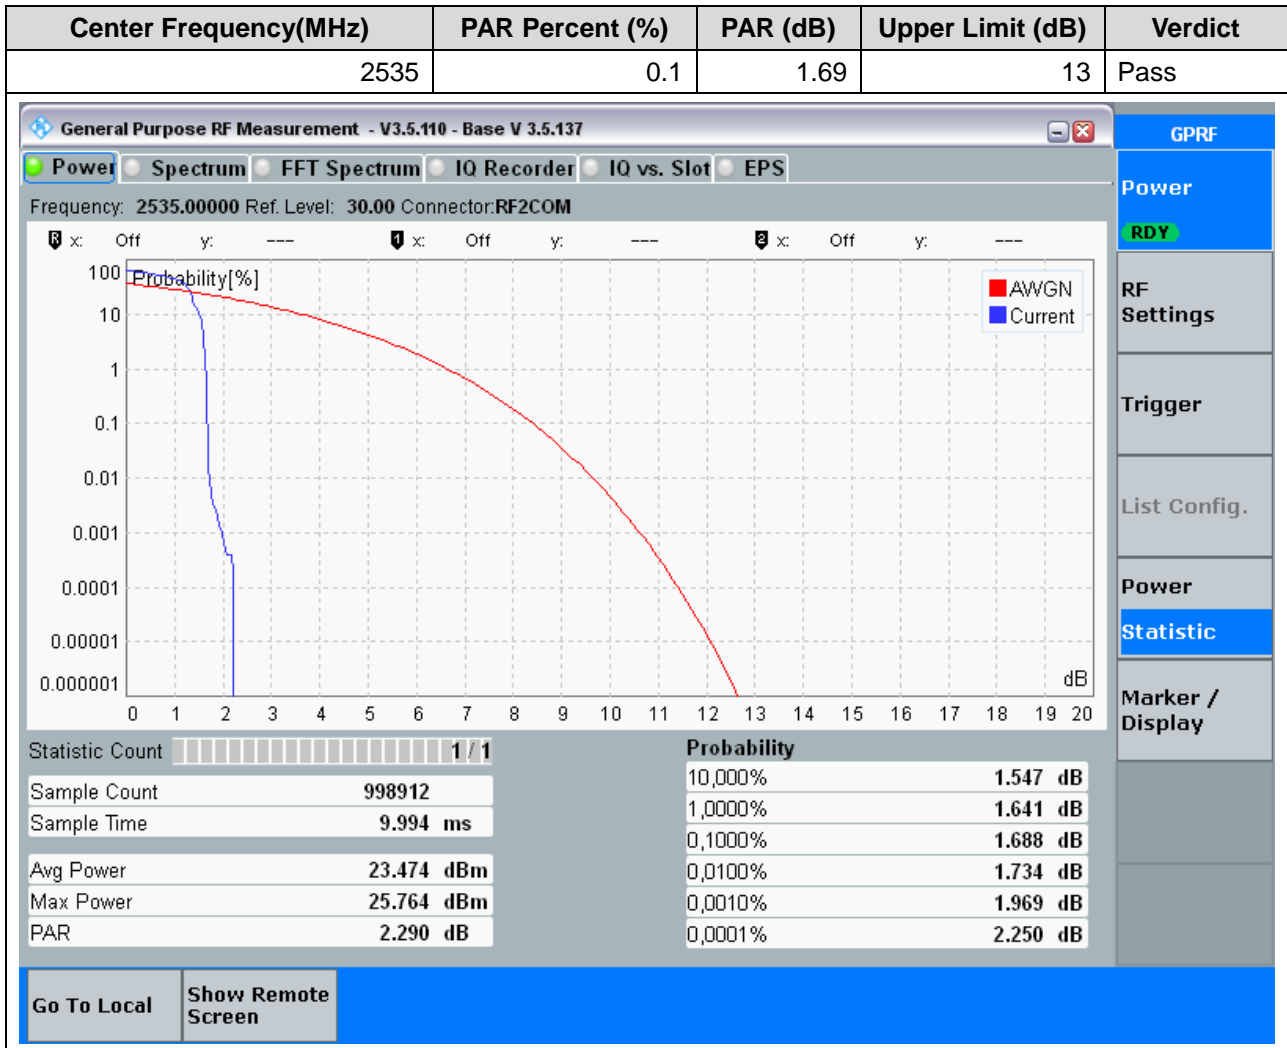 Center Frequency(MHz) PAR Percent (%) PAR (dB) Upper Limit (dB) Verdict
2535 0.1 1.69 13 Pass
General Purpose RF Measurement - V3.5.110 - Base V 3.5.137
GPRF
Power Spectrum FFT Spectrum IQ Recorder IQ vs. Slot EPS
Power
RDY
Frequency: 2535.00000 Ref. Level: 30.00 Connector:RF2COM
R x: Off y: --- 1 x: Off y: --- 2 x: Off y: ---
Probability[%]
AWGN
Current
100
10
1
0.1
0.01
0.001
0.0001
0.00001
0.000001
dB
0 1 2 3 4 5 6 7 8 9 10 11 12 13 14 15 16 17 18 19 20
RF
Settings
Trigger
List Config.
Power
Statistic
Marker /
Display
Statistic Count 1 / 1
Sample Count 998912
Sample Time 9.994 ms
Avg Power 23.474 dBm
Max Power 25.764 dBm
PAR 2.290 dB
Probability
10,000% 1.547 dB
1,0000% 1.641 dB
0,1000% 1.688 dB
0,0100% 1.734 dB
0,0010% 1.969 dB
0,0001% 2.250 dB
Go To Local
Show Remote
Screen